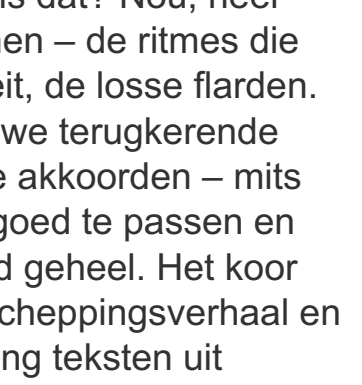 is dat? Nou, heel
en – de ritmes die
eit, de losse flarden.
we terugkerende
e akkoorden – mits
goed te passen en
d geheel. Het koor
cheppingsverhaal en
ng teksten uit